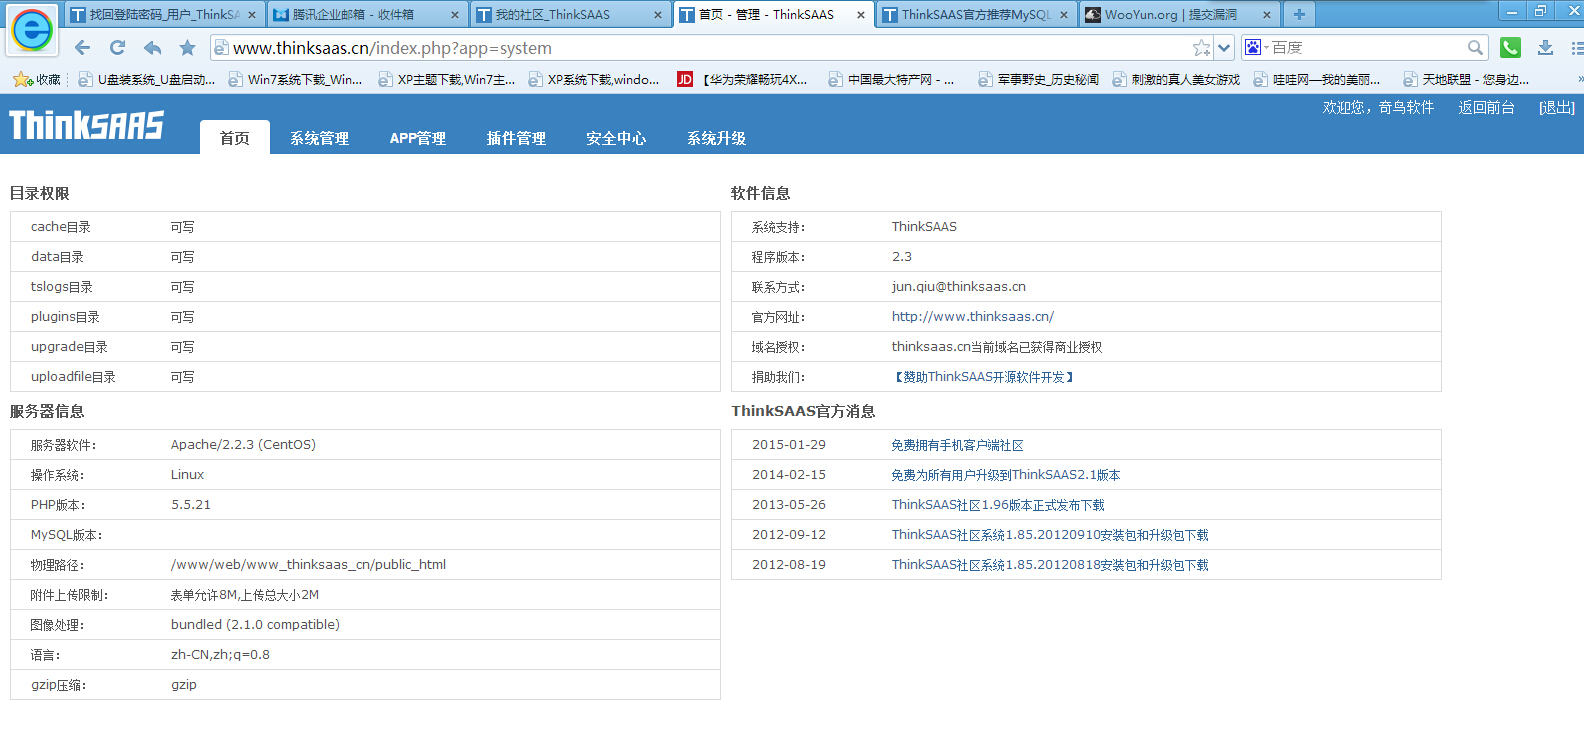 找回登陆密码_用户_ThinkSA
腾讯企业邮箱 - 收件箱
我的社区_ThinkSAAS
首页 - 管理 - ThinkSAAS
ThinkSAAS官方推荐MySQL
WooYun.org | 提交漏洞
www.thinksaas.cn/index.php?app=system
百度
收藏
U盘装系统_U盘启动...
Win7系统下载_Win...
XP主题下载,Win7主...
XP系统下载,windo...
JD
【华为荣耀畅玩4X...
中国最大特产网 - ...
军事野史_历史秘闻
刺激的真人美女游戏
哇哇网—我的美丽...
天地联盟 - 您身边...
欢迎您，奇鸟软件 返回前台 [退出]
ThinkSAAS
首页 系统管理 APP管理 插件管理 安全中心 系统升级
目录权限
cache目录 可写
data目录 可写
tslogs目录 可写
plugins目录 可写
upgrade目录 可写
uploadfile目录 可写
服务器信息
服务器软件： Apache/2.2.3 (CentOS)
操作系统： Linux
PHP版本： 5.5.21
MySQL版本：
物理路径： /www/web/www_thinksaas_cn/public_html
附件上传限制： 表单允许8M,上传总大小2M
图像处理： bundled (2.1.0 compatible)
语言： zh-CN,zh;q=0.8
gzip压缩： gzip
软件信息
系统支持： ThinkSAAS
程序版本： 2.3
联系方式： jun.qiu@thinksaas.cn
官方网址： http://www.thinksaas.cn/
域名授权： thinksaas.cn当前域名已获得商业授权
捐助我们： 【赞助ThinkSAAS开源软件开发】
ThinkSAAS官方消息
2015-01-29 免费拥有手机客户端社区
2014-02-15 免费为所有用户升级到ThinkSAAS2.1版本
2013-05-26 ThinkSAAS社区1.96版本正式发布下载
2012-09-12 ThinkSAAS社区系统1.85.20120910安装包和升级包下载
2012-08-19 ThinkSAAS社区系统1.85.20120818安装包和升级包下载